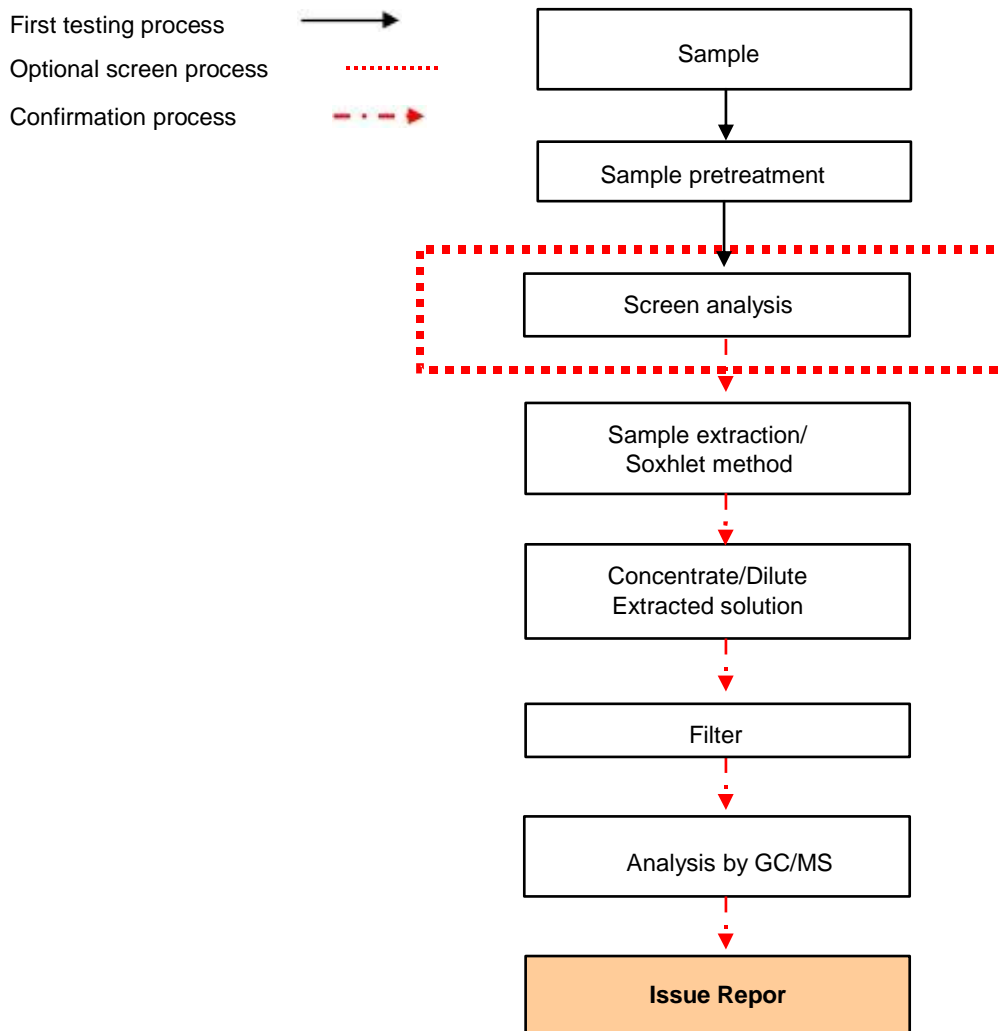 First testing process
Optional screen process
Confirmation process
Sample
Sample pretreatment
Screen analysis
Sample extraction/
Soxhlet method
Concentrate/Dilute
Extracted solution
Filter
Analysis by GC/MS
Issue Repor